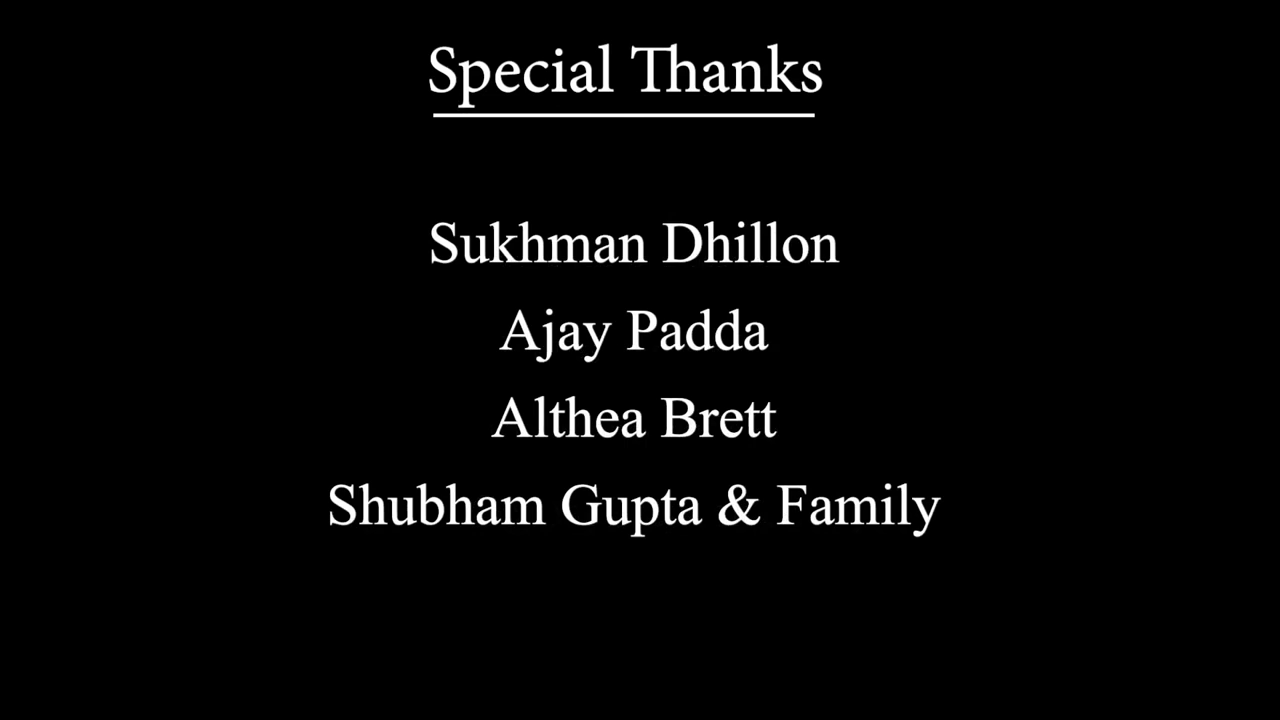 Special Thanks
Sukhman Dhillon
Ajay Padda
Althea Brett
Shubham Gupta & Family